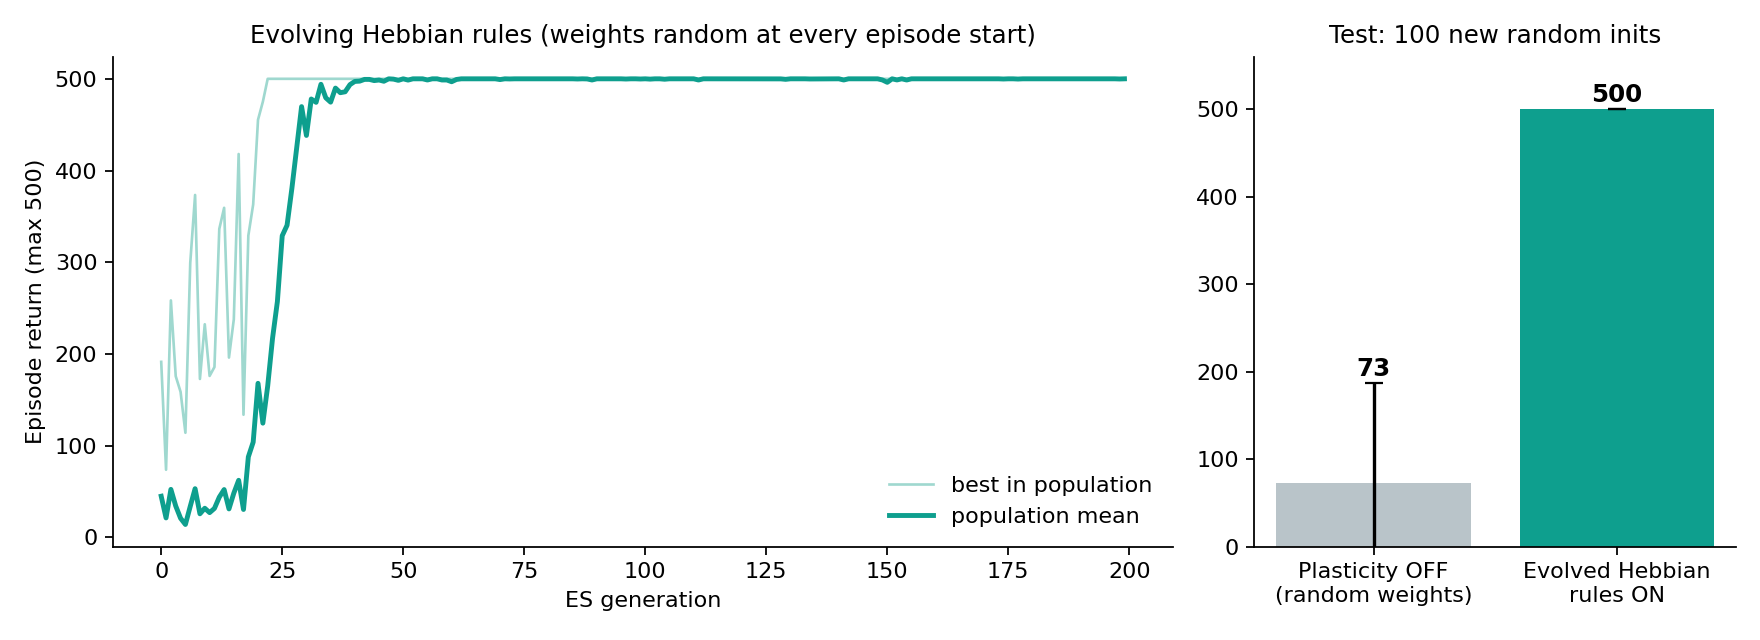 Evolving Hebbian rules (weights random at every episode start)
Episode return (max 500)
500
400
300
200
100
0
0 25 50 75 100 125 150 175 200
ES generation
best in population
population mean
Test: 100 new random inits
500
400
300
200
100
0
73
500
Plasticity OFF
(random weights)
Evolved Hebbian
rules ON